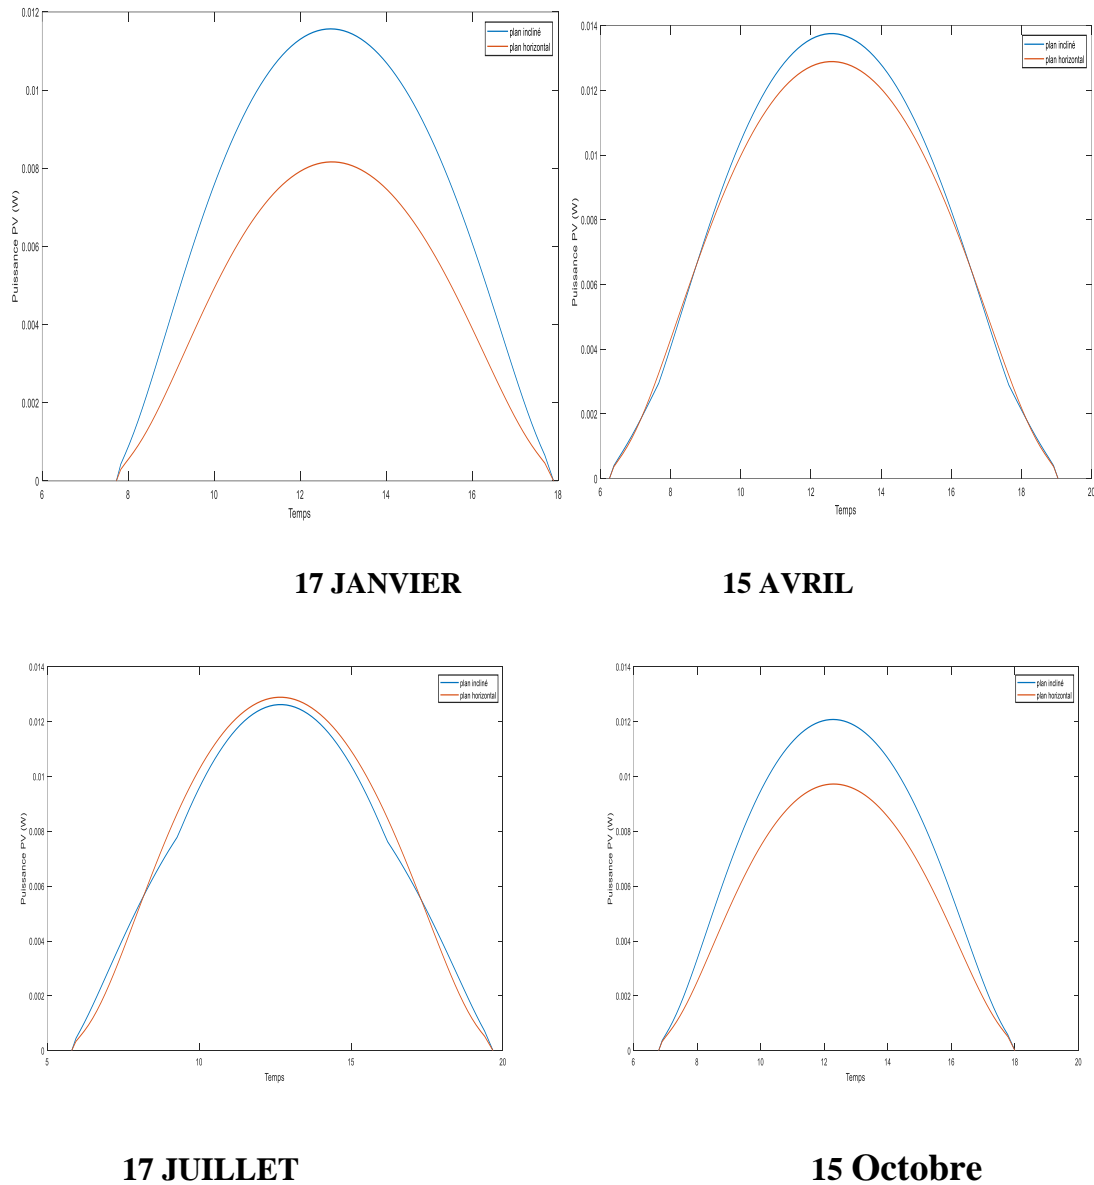 0.012
0.01
0.008
0.006
0.004
0.002
0
Puissance PV (W)
plan incliné
plan horizontal
6 8 10 12 14 16 18
Temps
0.014
0.012
0.01
0.008
0.006
0.004
0.002
0
Puissance PV (W)
plan incliné
plan horizontal
6 8 10 12 14 16 18 20
Temps
17 JANVIER
15 AVRIL
0.014
0.012
0.01
0.008
0.006
0.004
0.002
0
Puissance PV (W)
plan incliné
plan horizontal
5 10 15 20
Temps
0.014
0.012
0.01
0.008
0.006
0.004
0.002
0
Puissance PV (W)
plan incliné
plan horizontal
6 8 10 12 14 16 18 20
Temps
17 JUILLET
15 Octobre